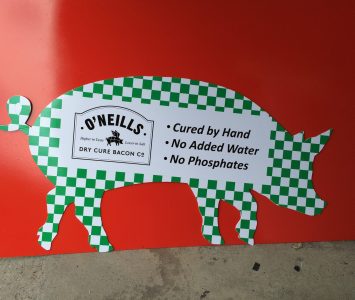 O'NEILLS
DRY CURE BACON Co
• Cured by Hand
• No Added Water
• No Phosphates